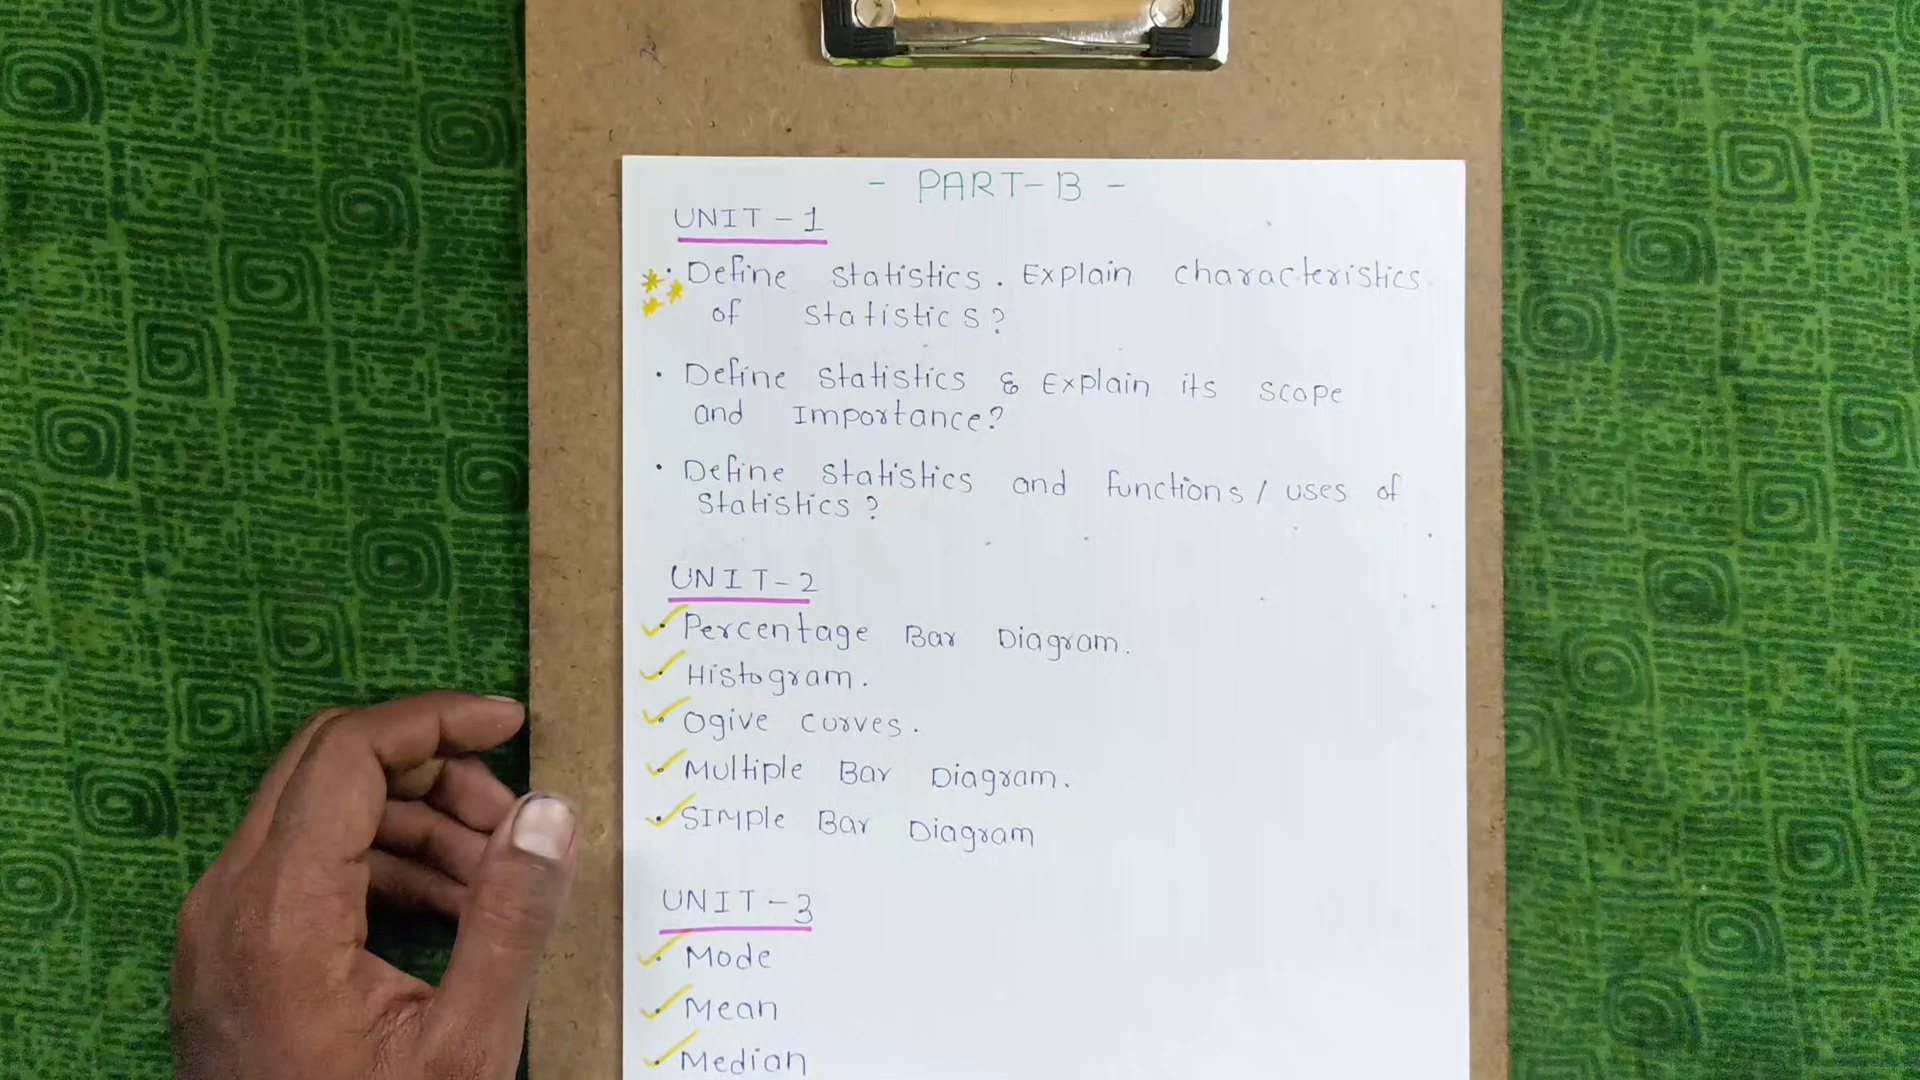 - PART-B -
UNIT - 1
• Define statistics. Explain characteristics
of statistics?
• Define statistics & Explain its scope
and Importance?
• Define statistics and functions / uses of
statistics?
UNIT-2
• Percentage Bar Diagram.
• Histogram.
• Ogive curves.
• Multiple Bar Diagram.
• Simple Bar Diagram
UNIT-3
• Mode
• Mean
• Median